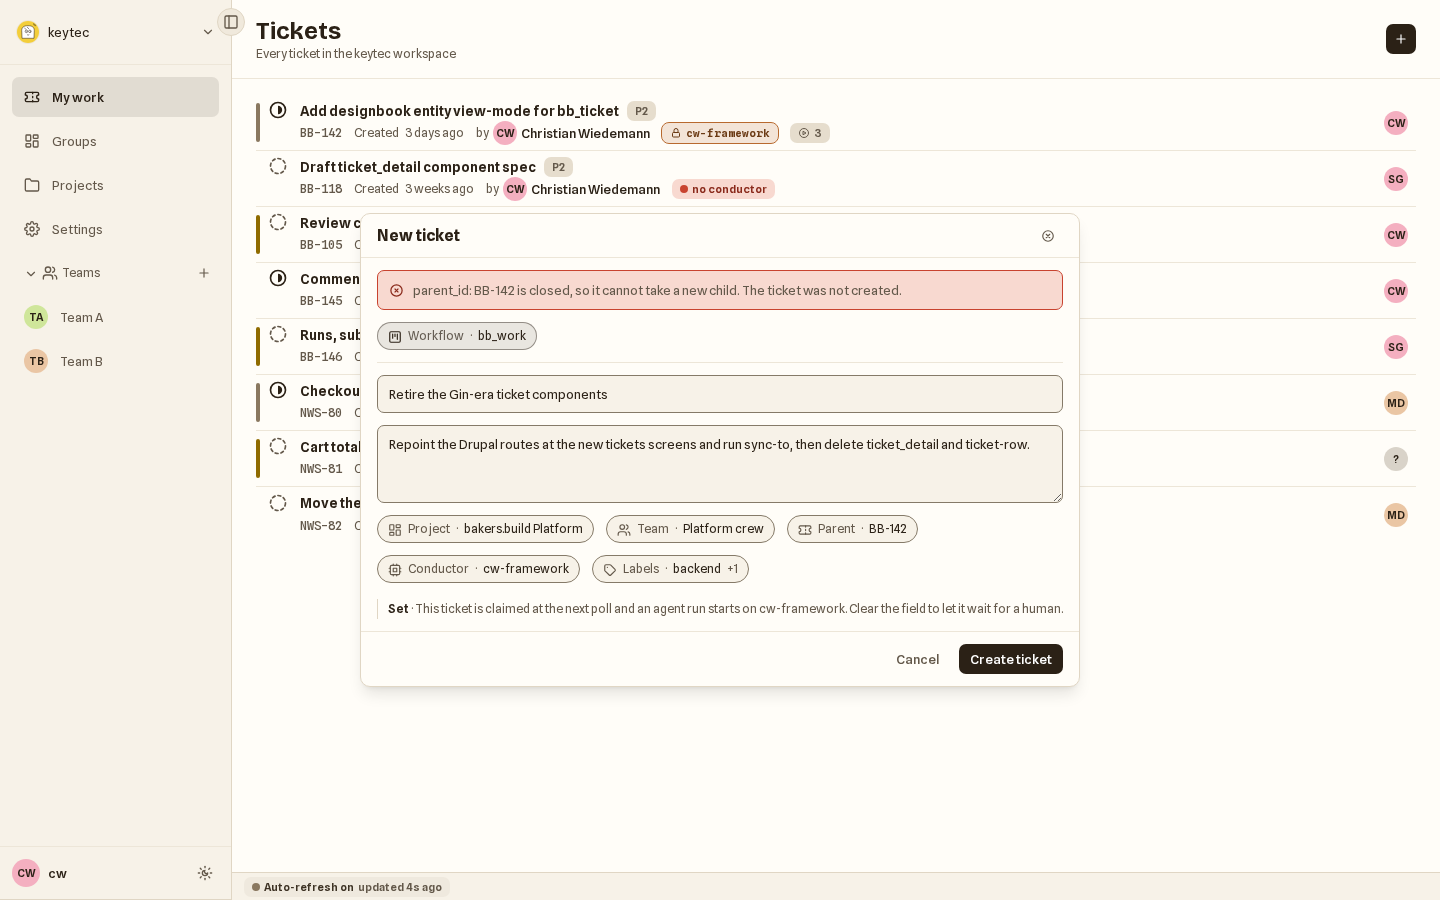 keytec
My work
Groups
Projects
Settings
Teams
TA Team A
TB Team B
CW cw
Tickets
Every ticket in the keytec workspace
Add designbook entity view-mode for bb_ticket P2
BB-142 Created 3 days ago by CW Christian Wiedemann cw-framework 3
CW
Draft ticket_detail component spec P2
BB-118 Created 3 weeks ago by CW Christian Wiedemann no conductor
SG
Review c
BB-105 C
CW
Commen
BB-145 C
CW
Runs, sub
BB-146 C
SG
Checkou
NWS-80 C
MD
Cart total
NWS-81 C
?
Move the
NWS-82 C
MD
New ticket
parent_id: BB-142 is closed, so it cannot take a new child. The ticket was not created.
Workflow · bb_work
Retire the Gin-era ticket components
Repoint the Drupal routes at the new tickets screens and run sync-to, then delete ticket_detail and ticket-row.
Project · bakers.build Platform Team · Platform crew Parent · BB-142
Conductor · cw-framework Labels · backend +1
Set · This ticket is claimed at the next poll and an agent run starts on cw-framework. Clear the field to let it wait for a human.
Cancel Create ticket
Auto-refresh on updated 4s ago